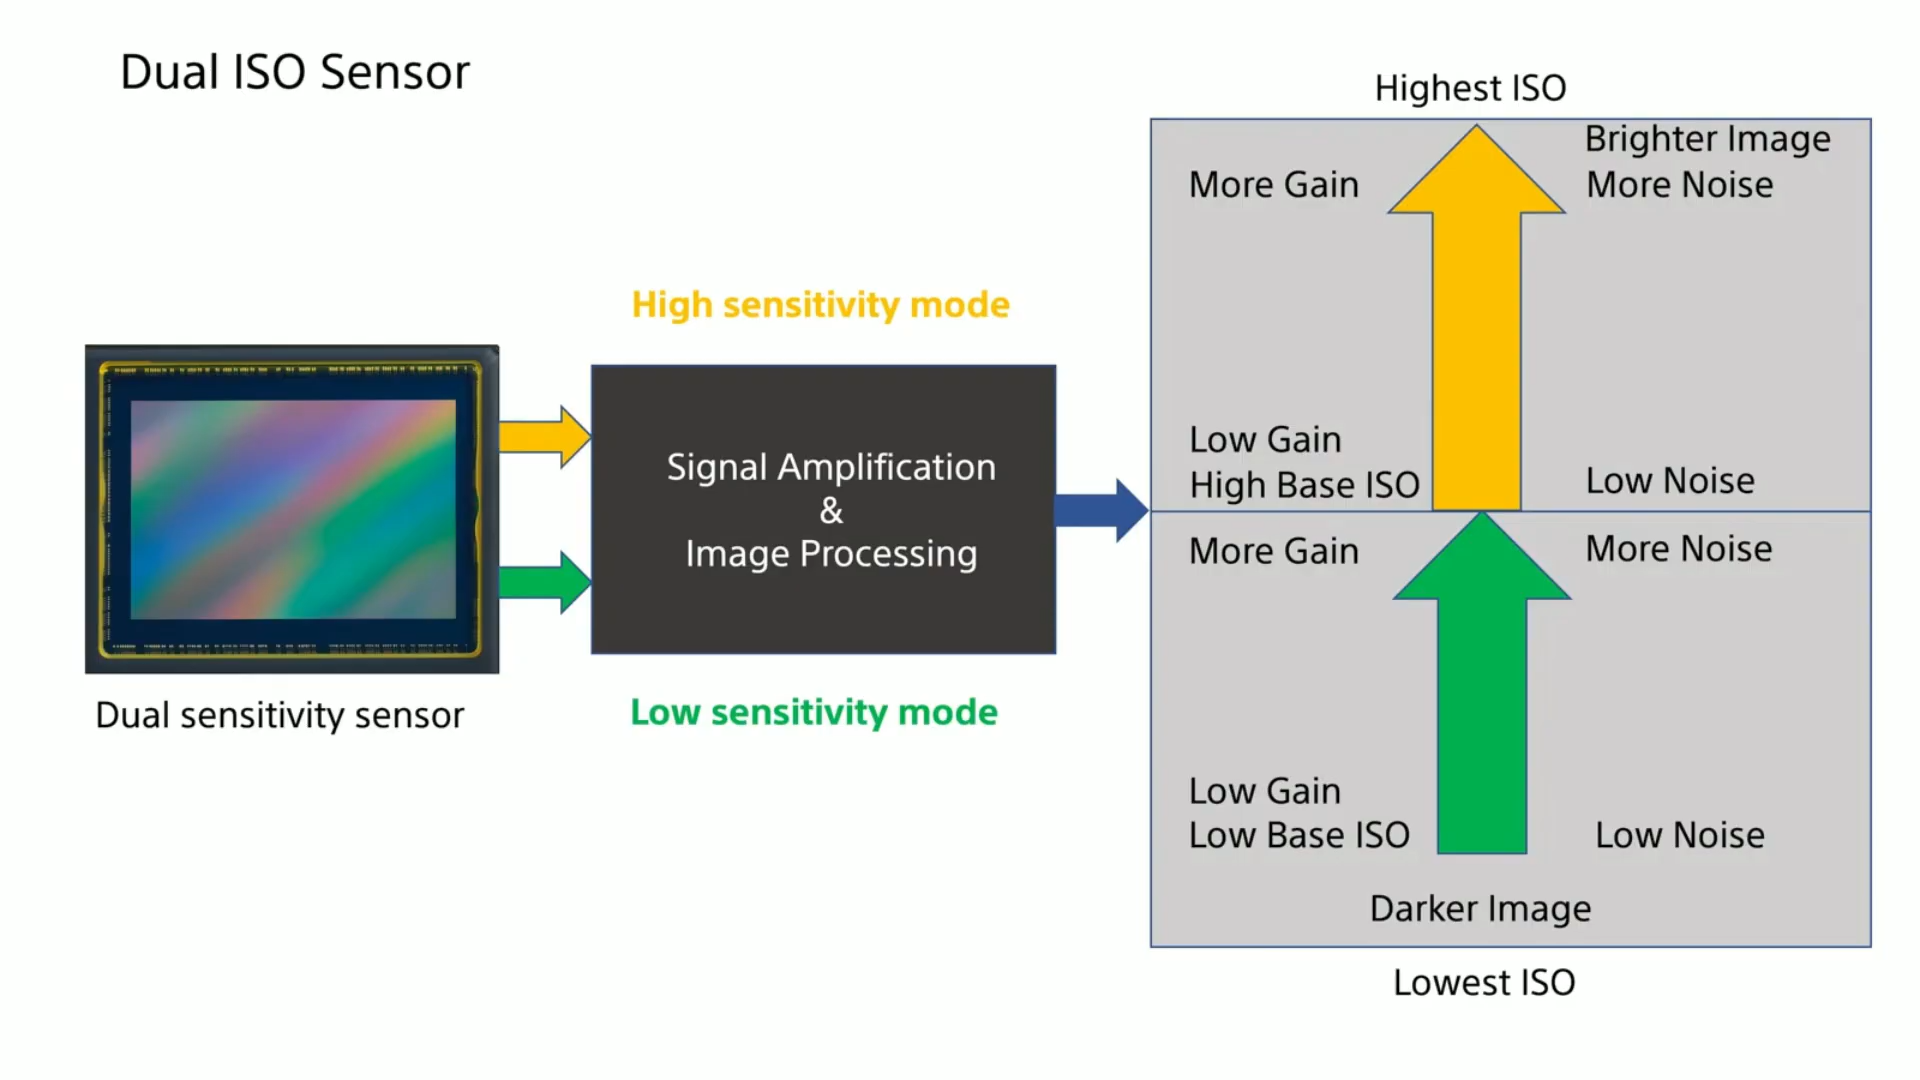 Dual ISO Sensor
Highest ISO
Brighter Image
More Gain
More Noise
High sensitivity mode
Signal Amplification
&
Image Processing
Low Gain
High Base ISO
Low Noise
More Gain
More Noise
Dual sensitivity sensor
Low sensitivity mode
Low Gain
Low Base ISO
Low Noise
Darker Image
Lowest ISO